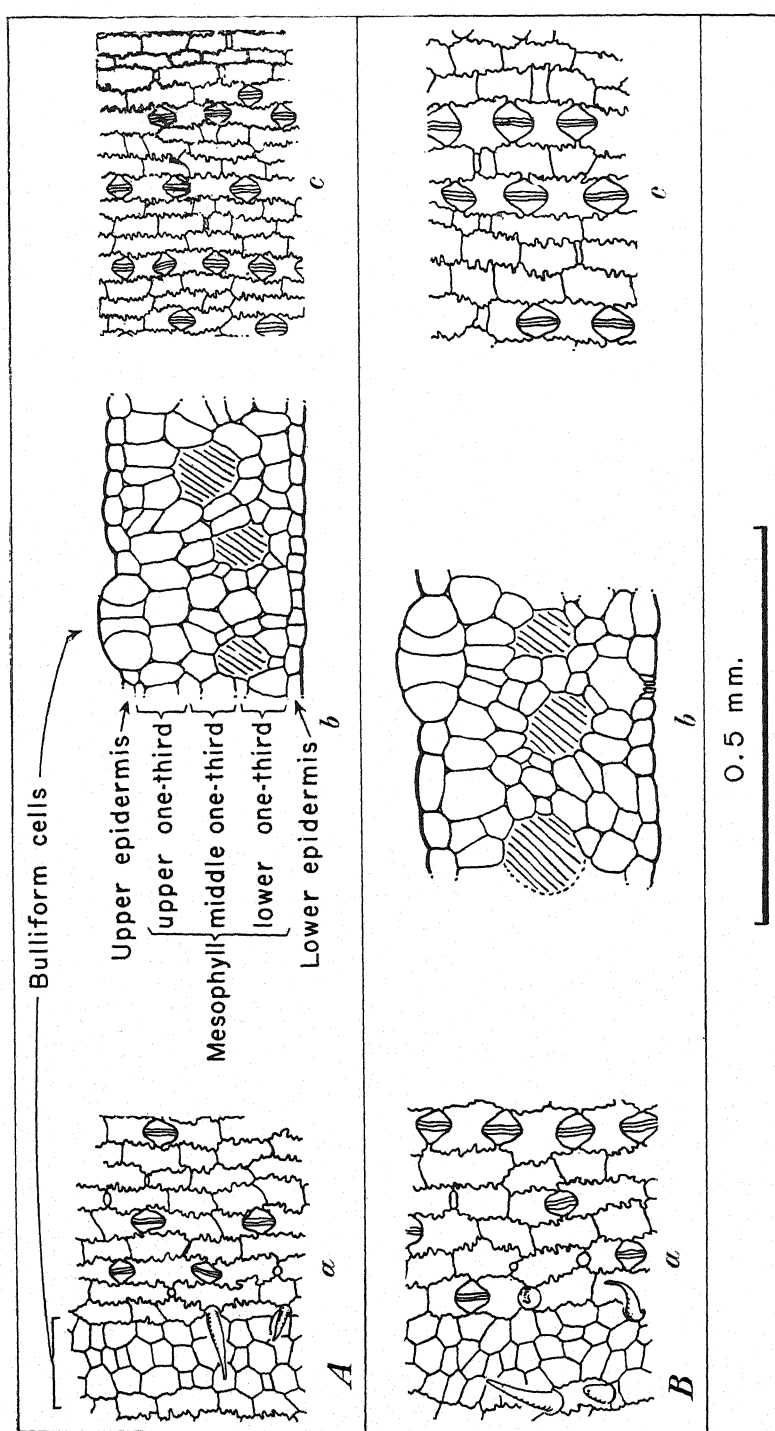 Bulliform cells
Upper epidermis
upper one-third
Mesophyll middle one-third
lower one-third
Lower epidermis
a
b
c
A
a
b
c
B
0.5 mm.